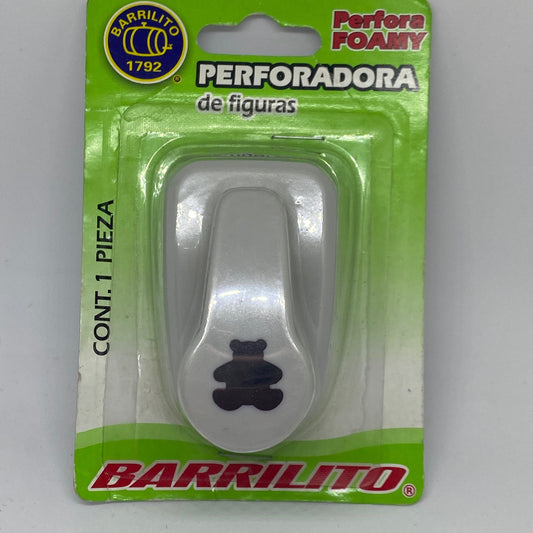 BARRILITO
1792
®
Perfora
FOAMY
PERFORADORA
de figuras
CONT. 1 PIEZA
BARRILITO®